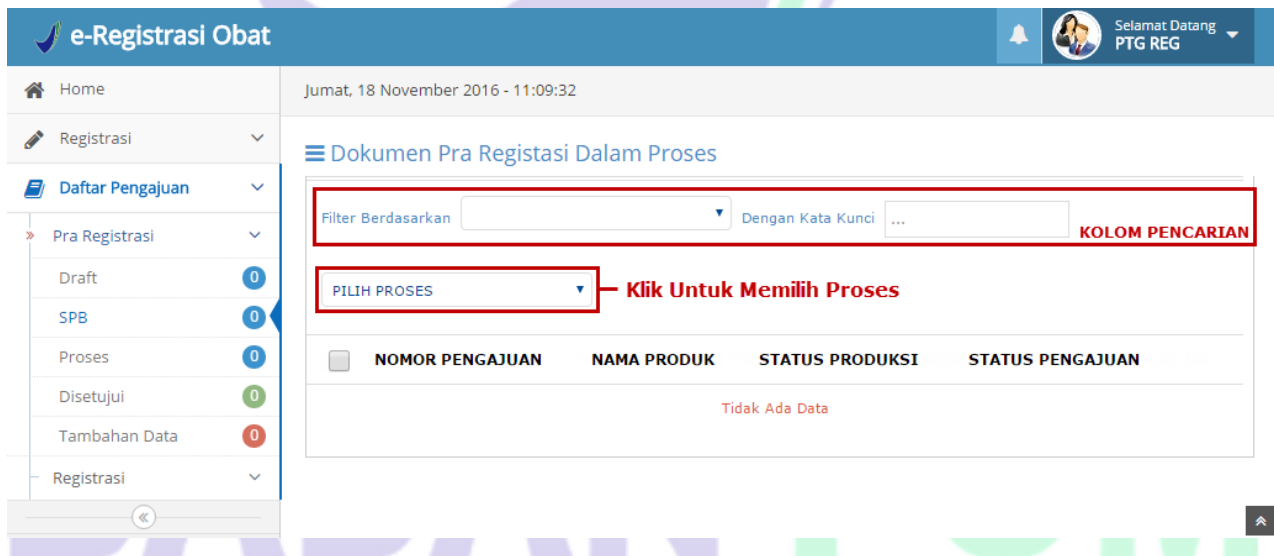 e-Registrasi Obat
Selamat Datang
PTG REG
Home
Jumat, 18 November 2016 - 11:09:32
Registrasi
Dokumen Pra Registasi Dalam Proses
Daftar Pengajuan
Filter Berdasarkan
Dengan Kata Kunci ...
KOLOM PENCARIAN
Pra Registrasi
Draft 0
PILIH PROSES
Klik Untuk Memilih Proses
SPB 0
Proses 0
NOMOR PENGAJUAN NAMA PRODUK STATUS PRODUKSI STATUS PENGAJUAN
Disetujui 0
Tidak Ada Data
Tambahan Data 0
Registrasi